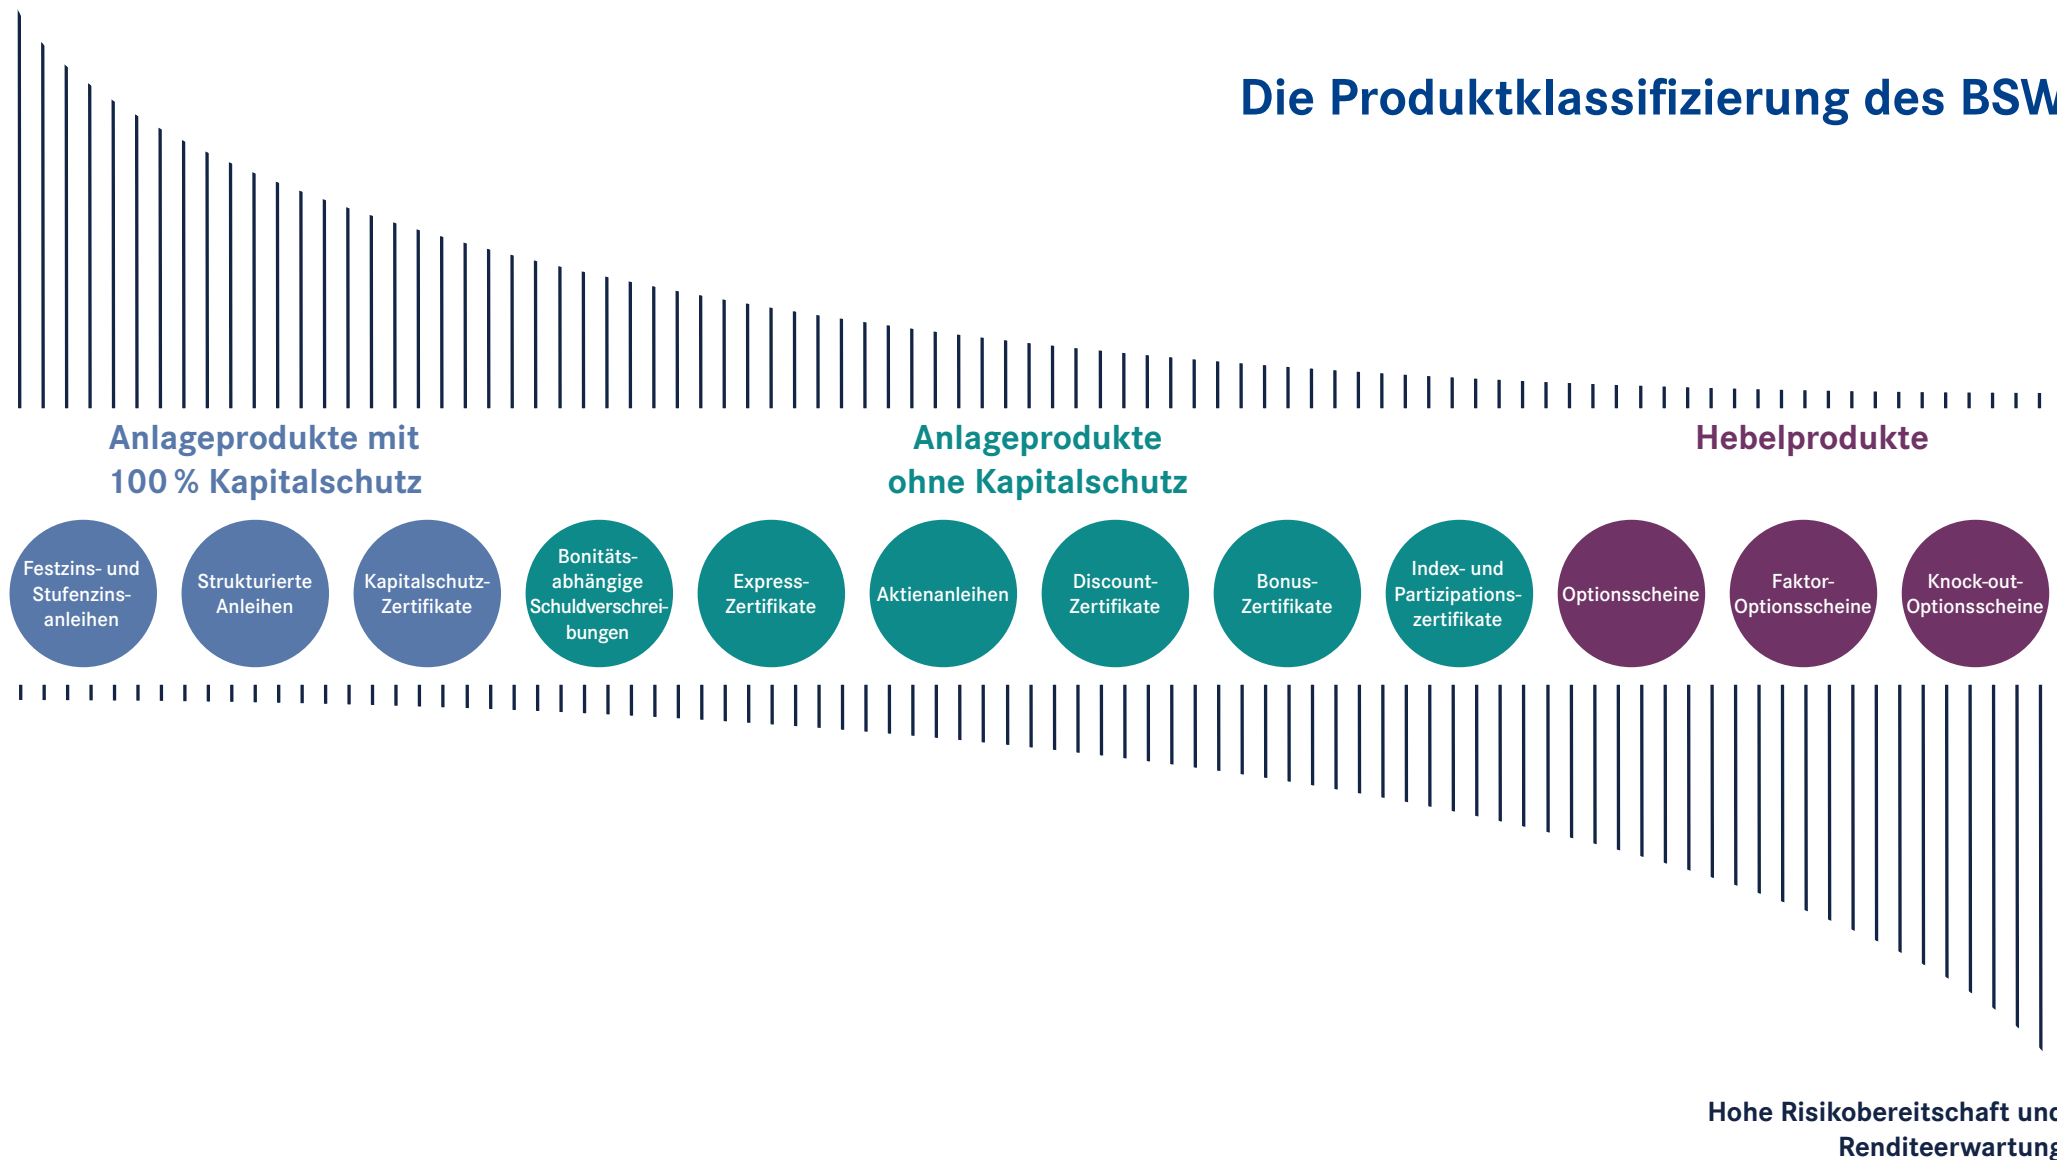 Die Produktklassifizierung des BSW
Anlageprodukte mit
100 % Kapitalschutz
Anlageprodukte
ohne Kapitalschutz
Hebelprodukte
Festzins- und
Stufenzins-
anleihen
Strukturierte
Anleihen
Kapitalschutz-
Zertifikate
Bonitäts-
abhängige
Schuldverschrei-
bungen
Express-
Zertifikate
Aktienanleihen
Discount-
Zertifikate
Bonus-
Zertifikate
Index- und
Partizipations-
zertifikate
Optionsscheine
Faktor-
Optionsscheine
Knock-out-
Optionsscheine
Hohe Risikobereitschaft und
Renditeerwartung